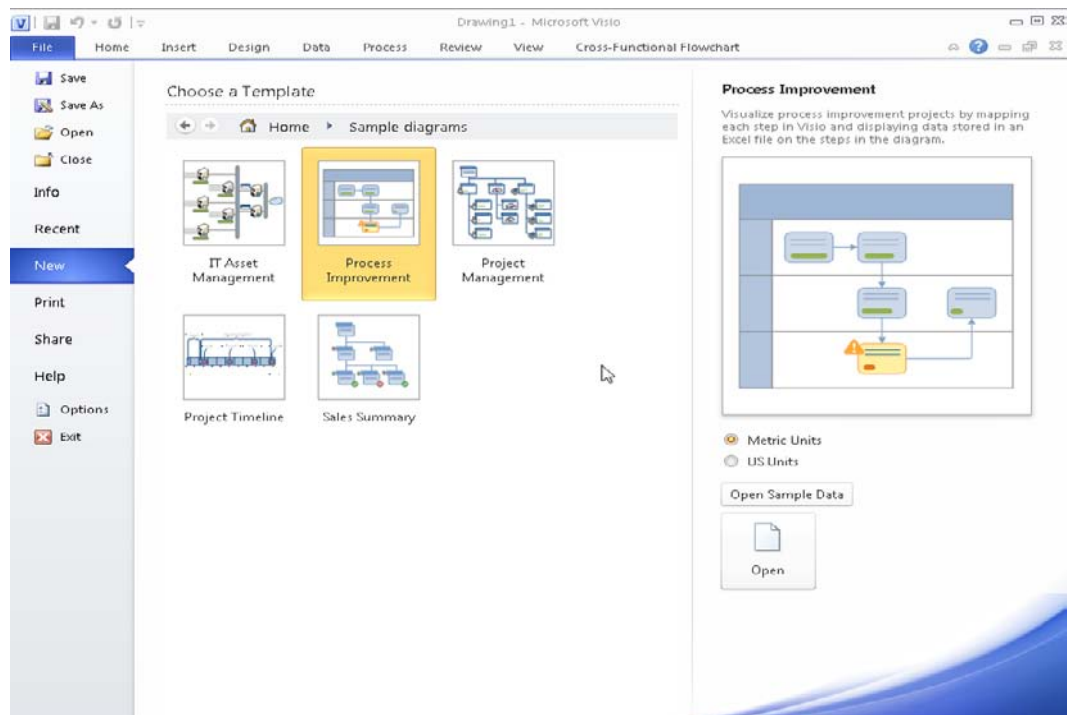 Drawing1 - Microsoft Visio
File Home Insert Design Data Process Review View Cross-Functional Flowchart
Save
Save As
Open
Close
Info
Recent
New
Print
Share
Help
Options
Exit
Choose a Template
Home Sample diagrams
IT Asset
Management
Process
Improvement
Project
Management
Project Timeline
Sales Summary
Process Improvement
Visualize process improvement projects by mapping
each step in Visio and displaying data stored in an
Excel file on the steps in the diagram.
Metric Units
US Units
Open Sample Data
Open